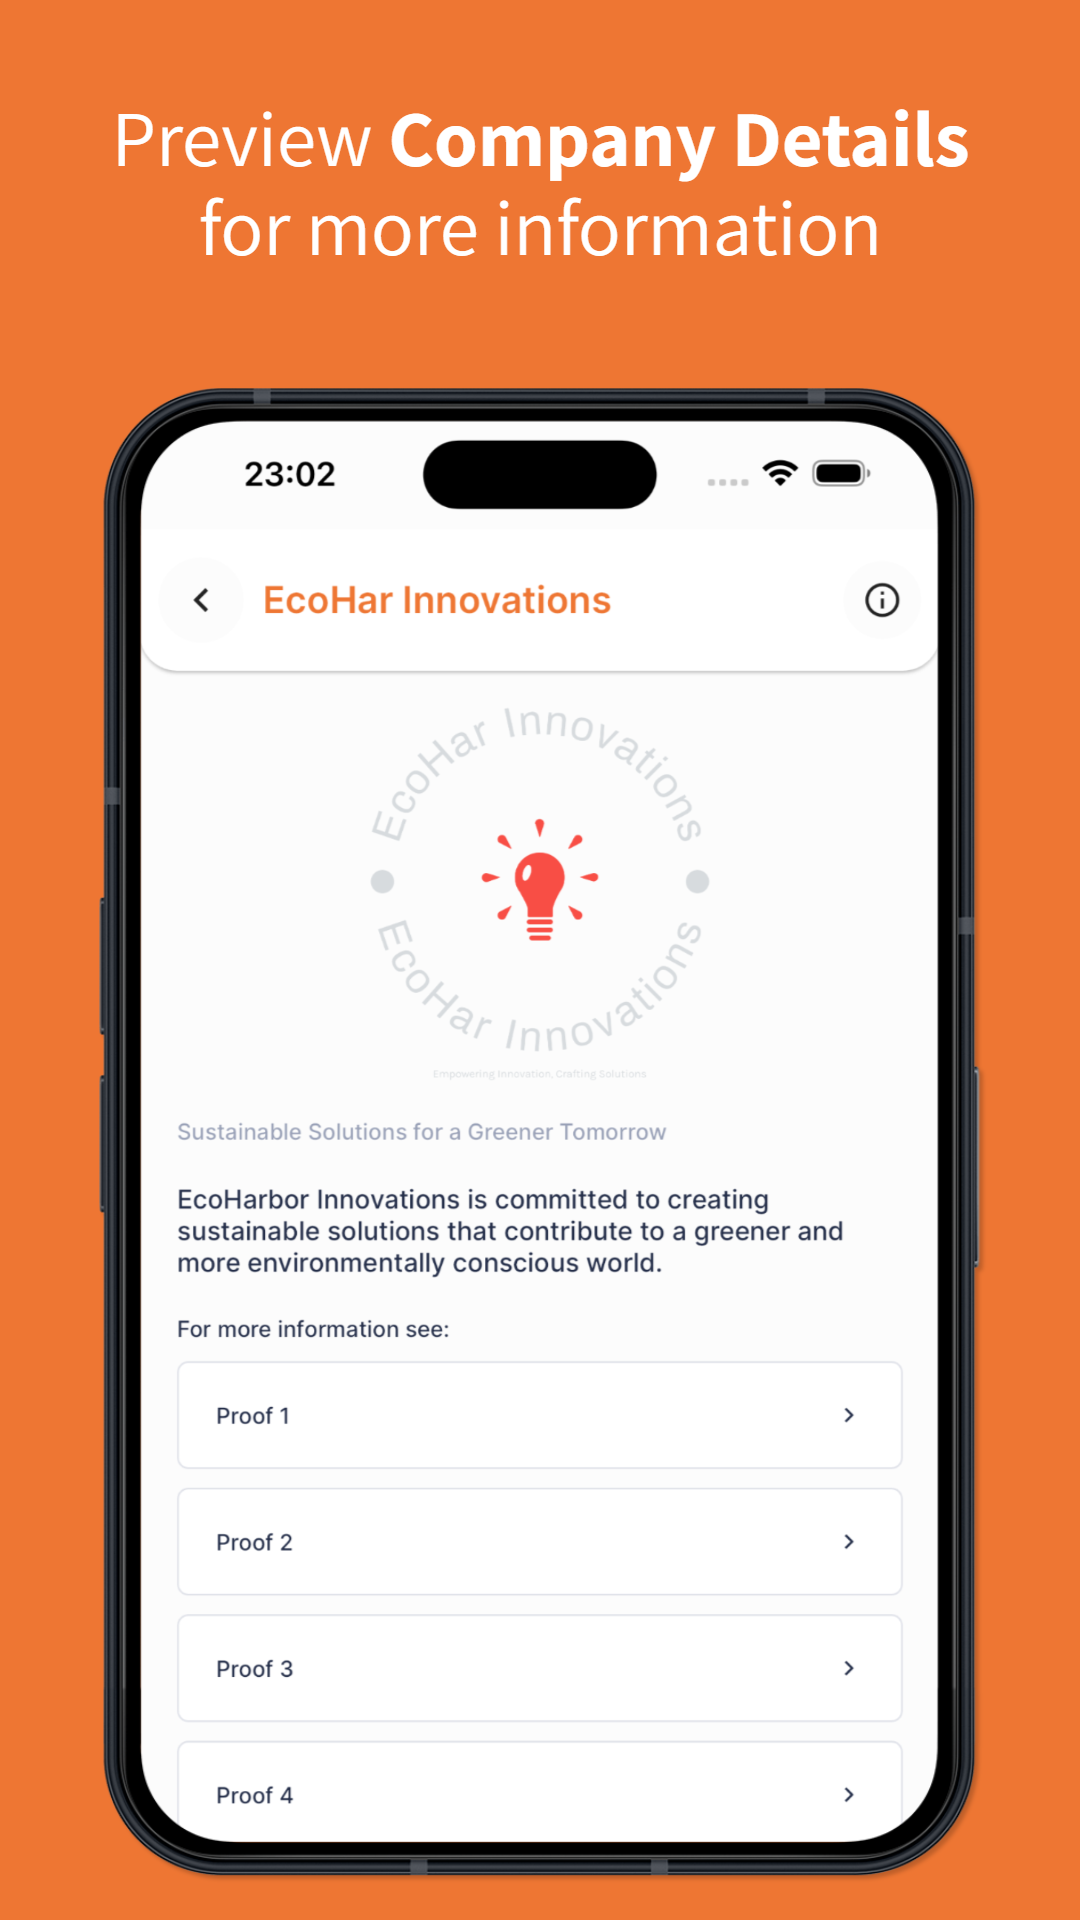 Preview Company Details
for more information
23:02
EcoHar Innovations
EcoHar Innovations
EcoHar Innovations
Empowering Innovation, Crafting Solutions
Sustainable Solutions for a Greener Tomorrow
EcoHarbor Innovations is committed to creating
sustainable solutions that contribute to a greener and
more environmentally conscious world.
For more information see:
Proof 1
Proof 2
Proof 3
Proof 4